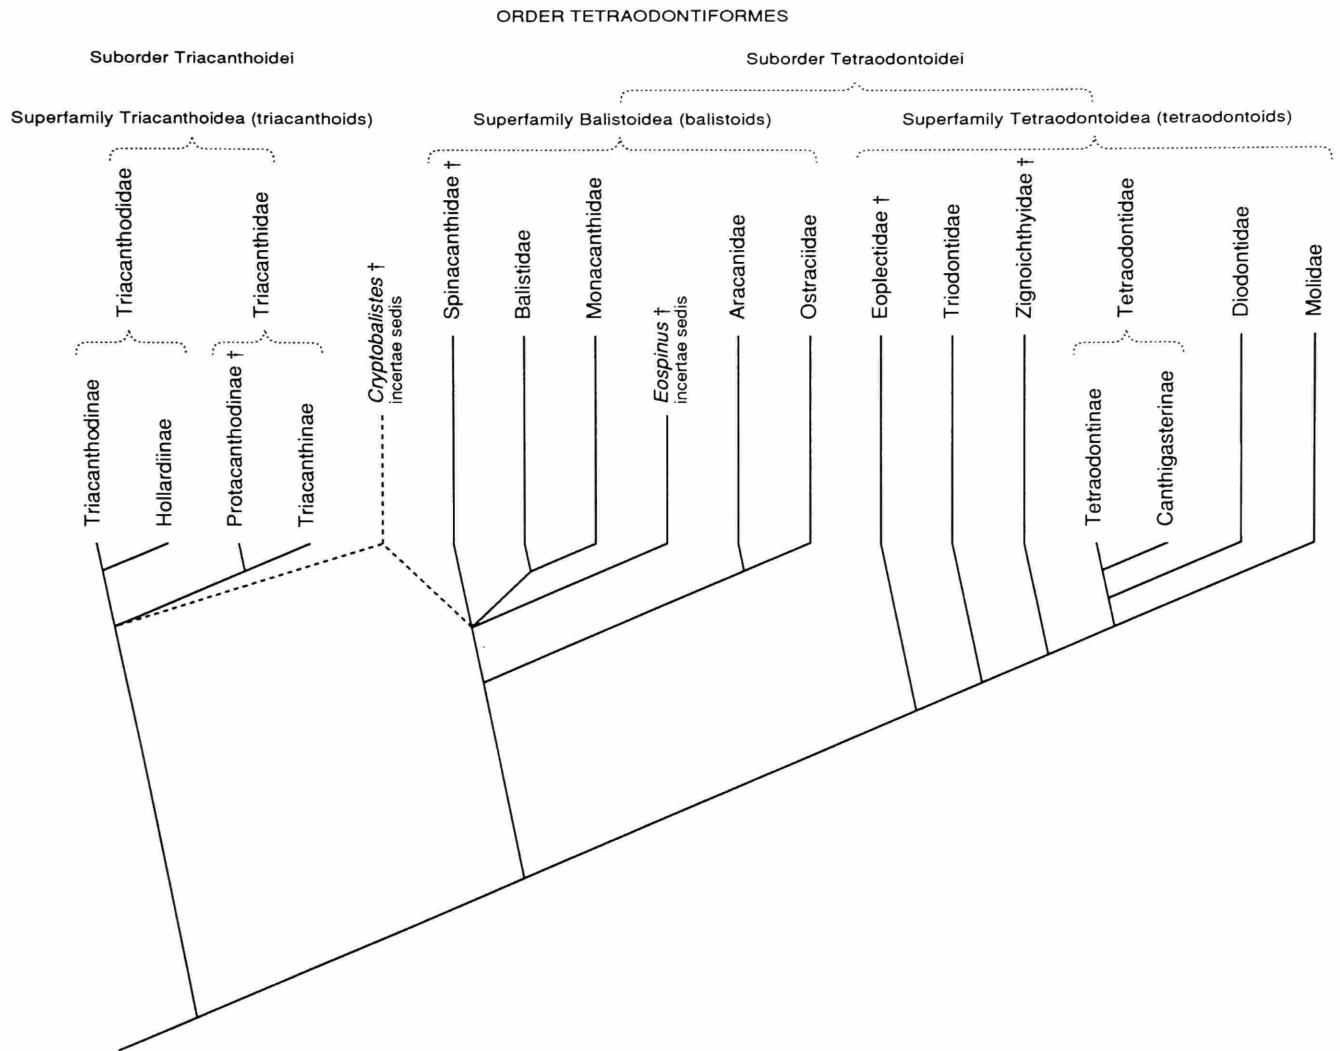 ORDER TETRAODONTIFORMES
Suborder Triacanthoidei
Suborder Tetraodontoidei
Superfamily Triacanthoidea (triacanthoids)
Superfamily Balistoidea (balistoids)
Superfamily Tetraodontoidea (tetraodontoids)
Triacanthodidae
Triacanthidae
Triacanthodinae
Hollardiinae
Protacanthodinae †
Triacanthinae
Cryptobalistes †
incertae sedis
Spinacanthidae †
Balistidae
Monacanthidae
Eospinus †
incertae sedis
Aracanidae
Ostraciidae
Eoplectidae †
Triodontidae
Zignoichthyidae †
Tetraodontidae
Tetraodontinae
Canthigasterinae
Diodontidae
Molidae